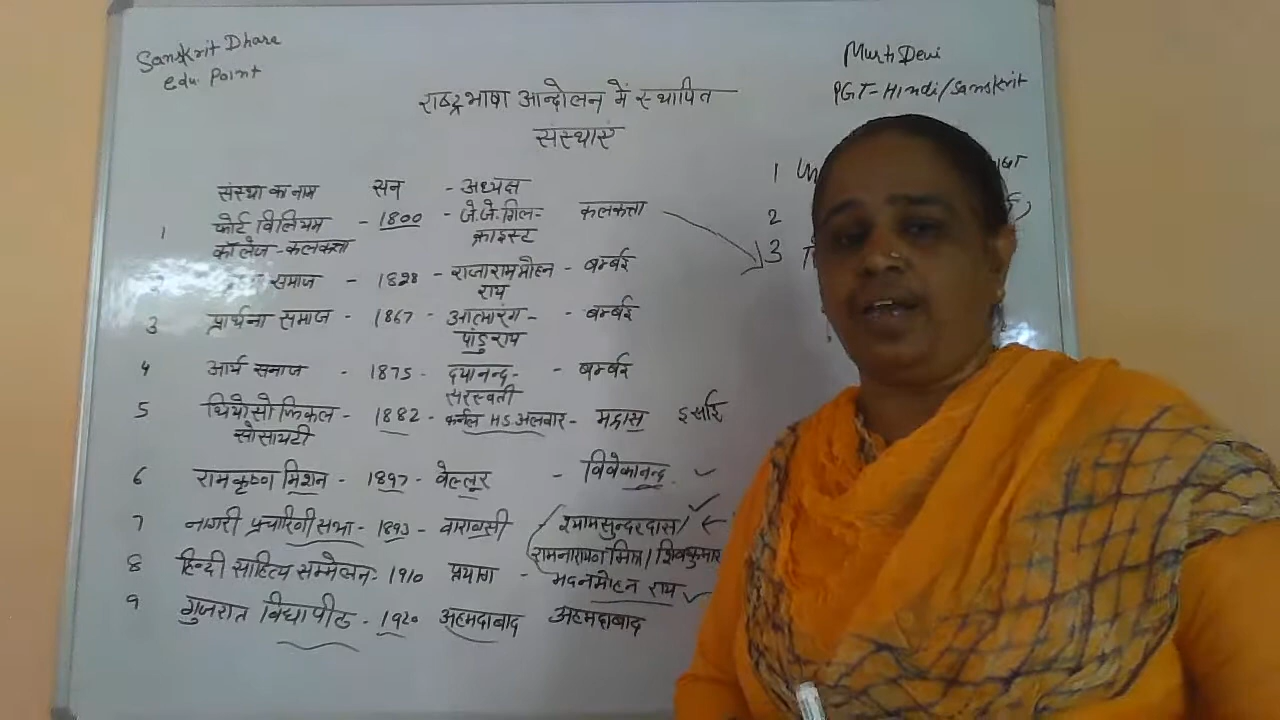 Sanskrit Dhara
edu. Point
Murti Devi
PGT-Hindi/Sanskrit
राष्ट्रभाषा आन्दोलन में स्थापित
संस्थाएं
संस्था का नाम सन - अध्यक्ष
1 फोर्ट विलियम - 1800 - जे.जे.गिल- कलकत्ता
कॉलेज - कलकत्ता क्राइस्ट
समाज - 1828 - राजाराममोहन - बम्बई
राय
3 प्रार्थना समाज - 1867 - आत्मारंग - - बम्बई
पांडुराय
4 आर्य समाज - 1875 - दयानन्द - - बम्बई
सरस्वती
5 थियोसोफिकल - 1882 - कर्नल H.S. अलवार - मद्रास
सोसायटी
6 रामकृष्ण मिशन - 1897 - वेल्लूर - विवेकानन्द
7 नागरी प्रचारिणी सभा - 1893 - वाराणसी ( श्यामसुन्दरदास/
रामनारायण मिश्र / शिवकुमार
8 हिन्दी साहित्य सम्मेलन - 1910 प्रयाग - मदनमोहन राय
9 गुजरात विद्यापीठ - 1920 अहमदाबाद अहमदाबाद
1
2
3